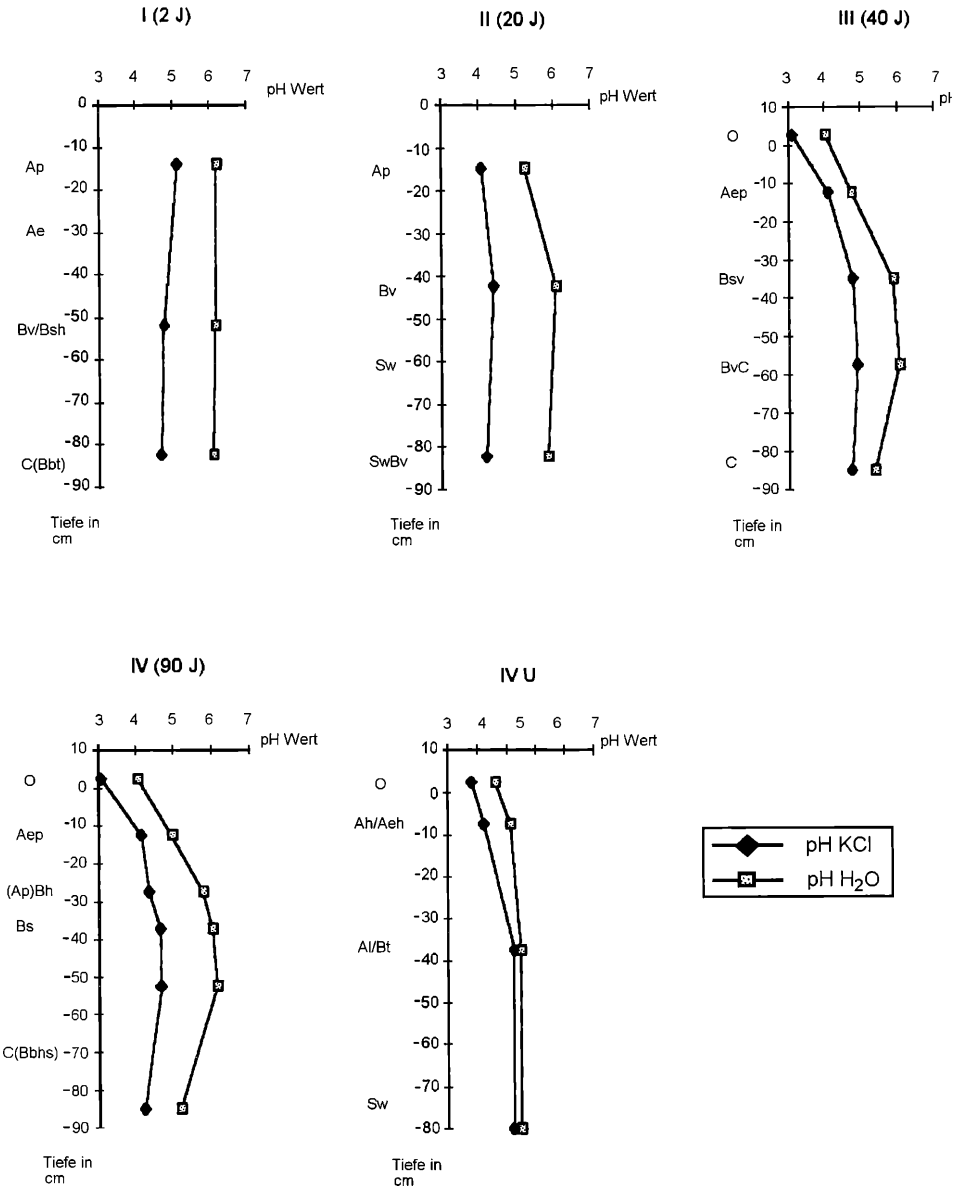 I (2 J)
3 4 5 6 7
pH Wert
0
-10
Ap
-20
Ae -30
-40
Bv/Bsh -50
-60
-70
-80
C(Bbt)
-90
Tiefe in
cm
II (20 J)
3 4 5 6 7
pH Wert
0
-10
Ap
-20
-30
Bv -40
-50
Sw -60
-70
-80
SwBv
-90
Tiefe in
cm
III (40 J)
3 4 5 6 7
pH
10
O
0
Aep -10
-20
Bsv -30
-40
-50
BvC -60
-70
C -80
-90
Tiefe in
cm
IV (90 J)
3 4 5 6 7
pH Wert
10
O 0
Aep -10
-20
(Ap)Bh -30
Bs
-40
-50
-60
C(Bbhs) -70
-80
-90
Tiefe in
cm
IV U
3 4 5 6 7
pH Wert
10
O 0
Ah/Aeh -10
-20
-30
Al/Bt -40
-50
-60
Sw -70
-80
Tiefe in
cm
pH KCl
pH H₂O